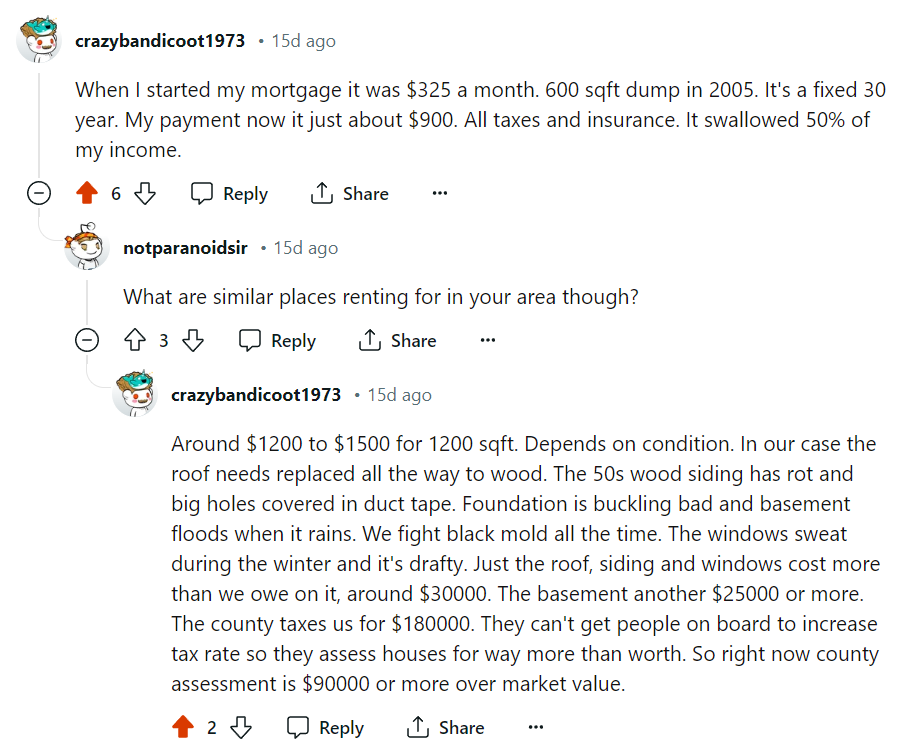 crazybandicoot1973 • 15d ago
When I started my mortgage it was $325 a month. 600 sqft dump in 2005. It's a fixed 30
year. My payment now it just about $900. All taxes and insurance. It swallowed 50% of
my income.
6 Reply Share ···
notparanoidsir • 15d ago
What are similar places renting for in your area though?
3 Reply Share ···
crazybandicoot1973 • 15d ago
Around $1200 to $1500 for 1200 sqft. Depends on condition. In our case the
roof needs replaced all the way to wood. The 50s wood siding has rot and
big holes covered in duct tape. Foundation is buckling bad and basement
floods when it rains. We fight black mold all the time. The windows sweat
during the winter and it's drafty. Just the roof, siding and windows cost more
than we owe on it, around $30000. The basement another $25000 or more.
The county taxes us for $180000. They can't get people on board to increase
tax rate so they assess houses for way more than worth. So right now county
assessment is $90000 or more over market value.
2 Reply Share ···